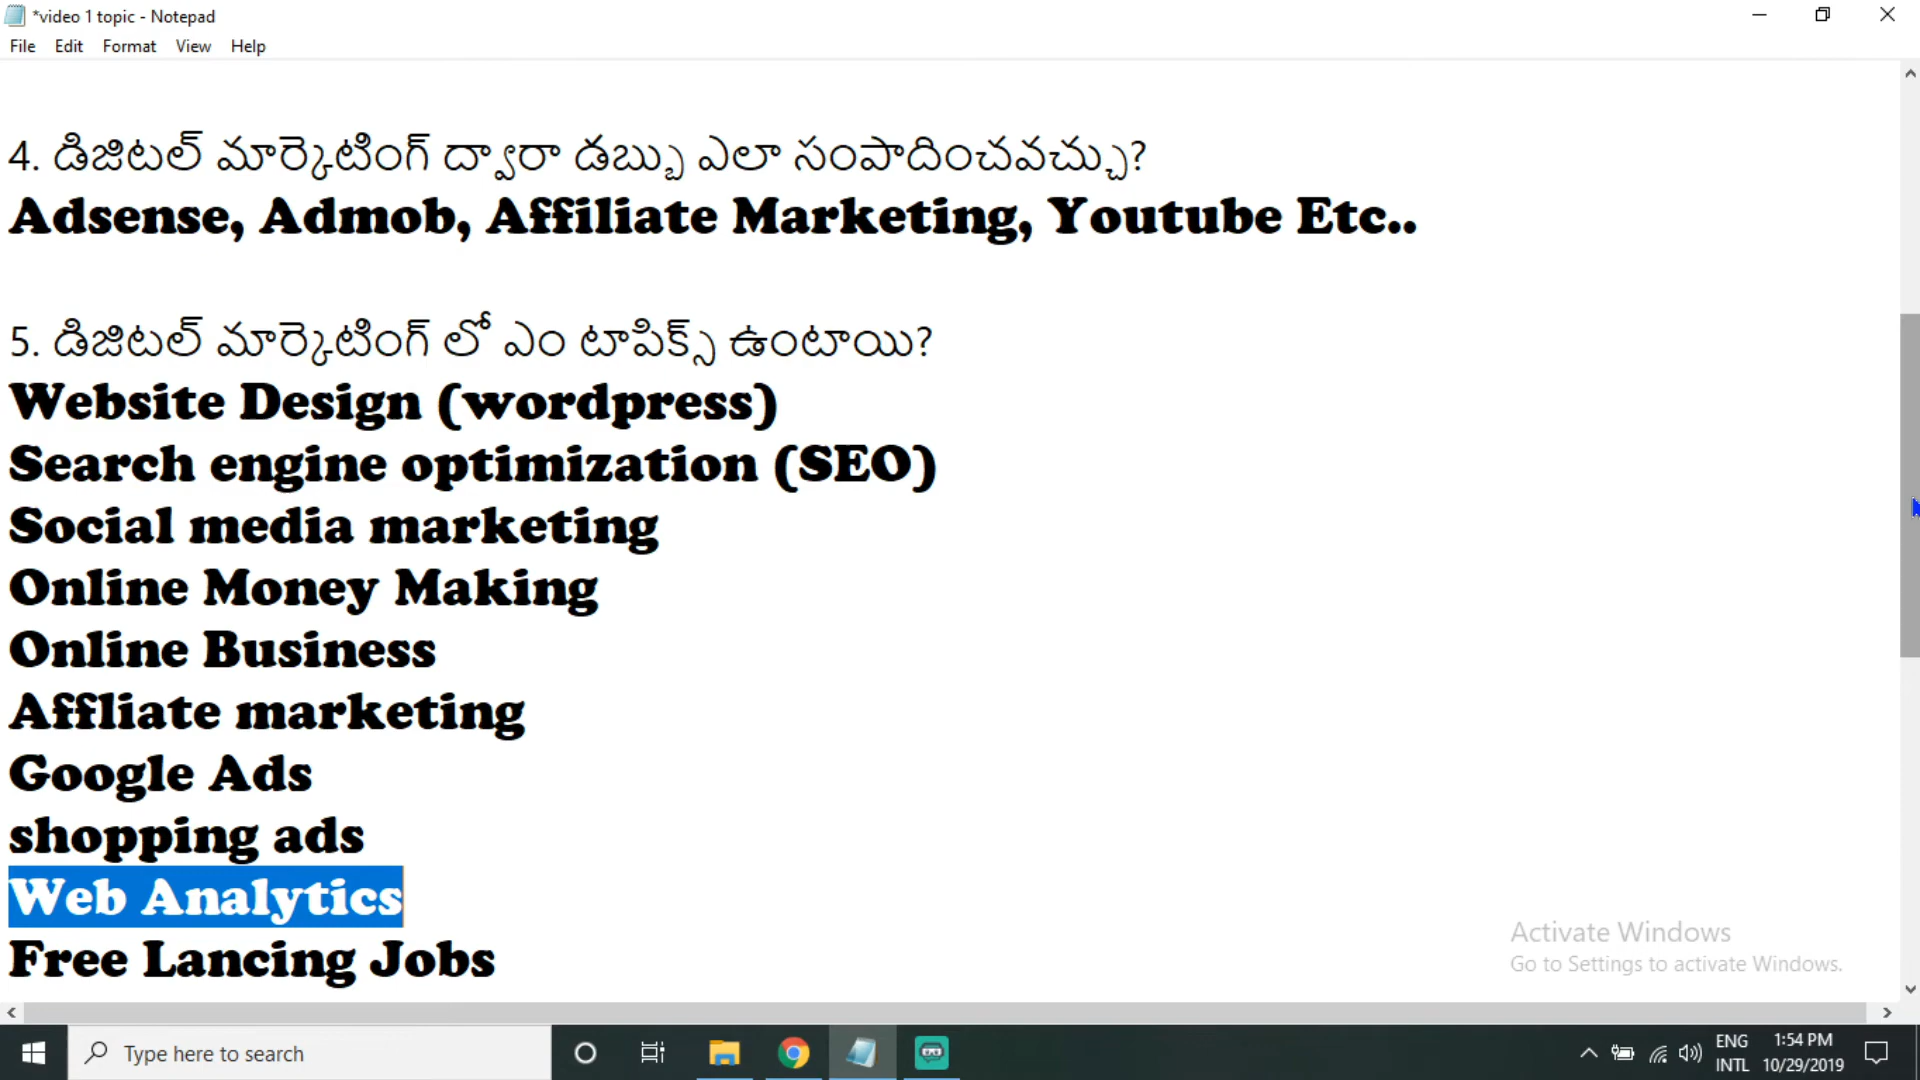 *video 1 topic - Notepad
File Edit Format View Help
4. డిజిటల్ మార్కెటింగ్ ద్వారా డబ్బు ఎలా సంపాదించవచ్చు?
Adsense, Admob, Affiliate Marketing, Youtube Etc..
5. డిజిటల్ మార్కెటింగ్ లో ఎం టాపిక్స్ ఉంటాయి?
Website Design (wordpress)
Search engine optimization (SEO)
Social media marketing
Online Money Making
Online Business
Affliate marketing
Google Ads
shopping ads
Web Analytics
Free Lancing Jobs
Activate Windows
Go to Settings to activate Windows.
Type here to search
ENG 1:54 PM
INTL 10/29/2019